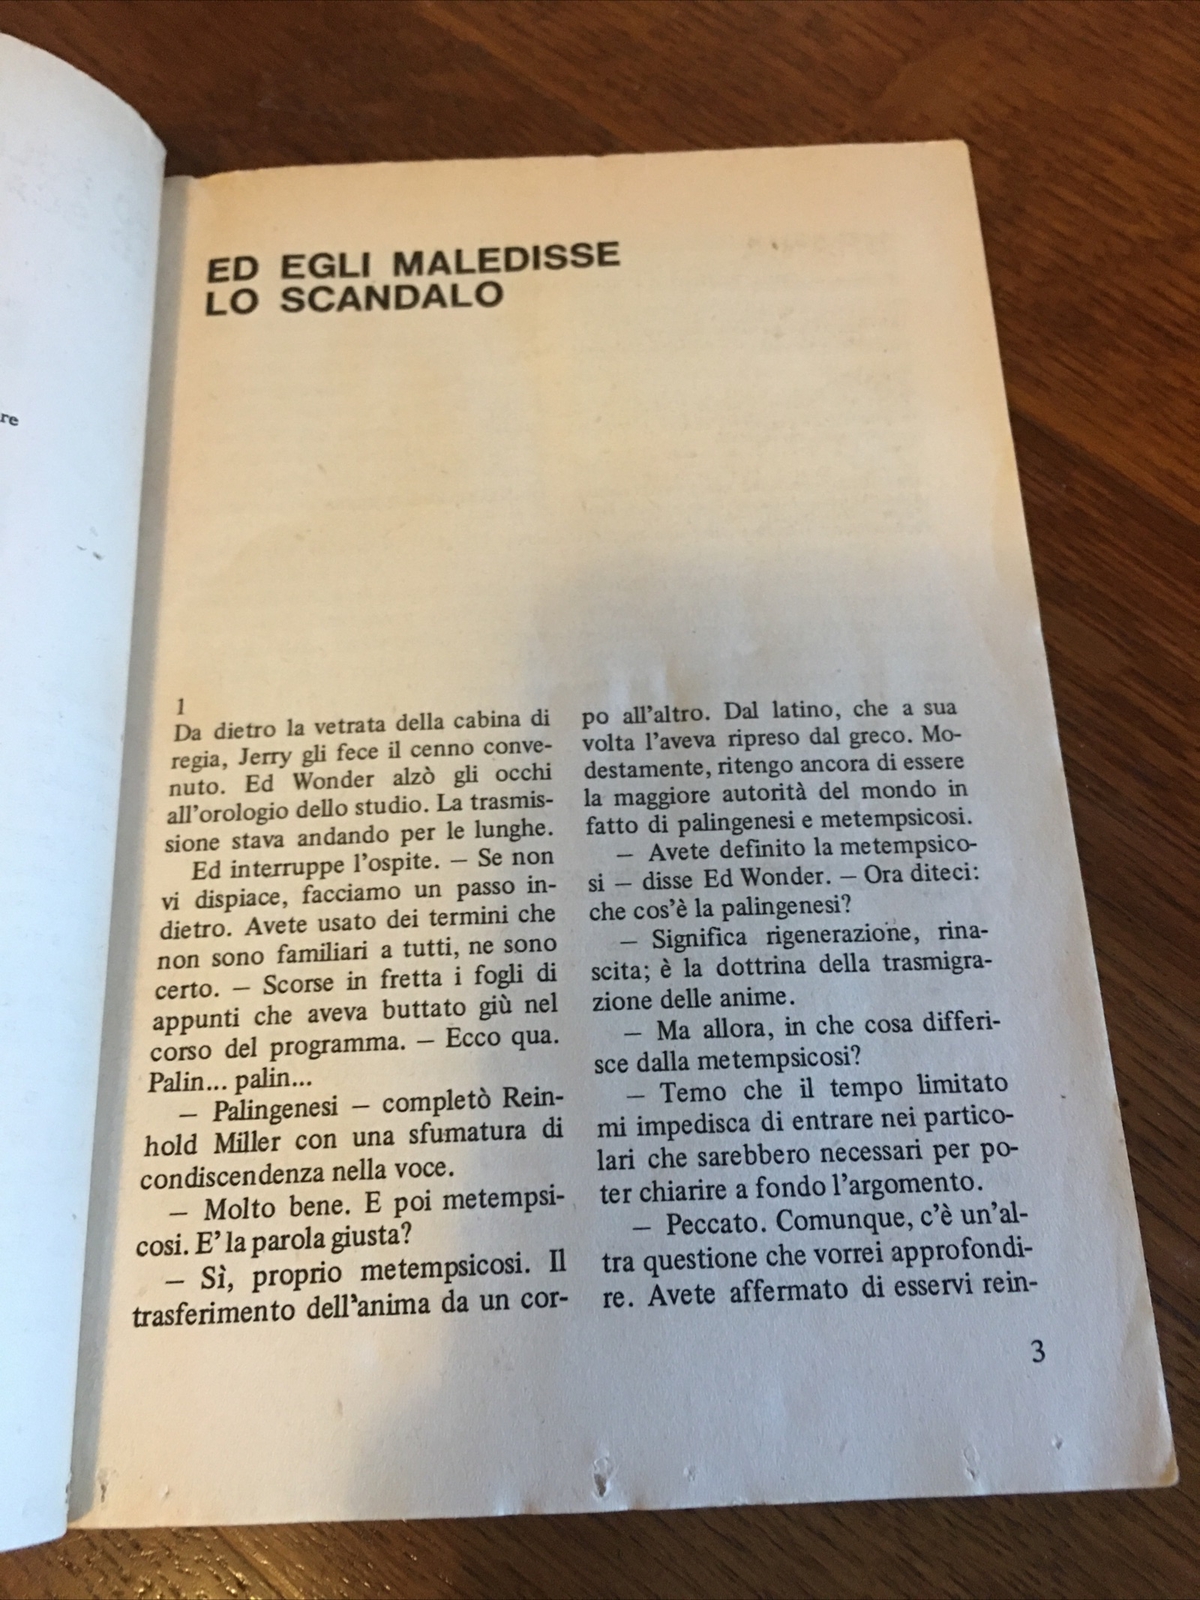 re
ED EGLI MALEDISSE
LO SCANDALO
1
Da dietro la vetrata della cabina di
regia, Jerry gli fece il cenno conve-
nuto. Ed Wonder alzò gli occhi
all'orologio dello studio. La trasmis-
sione stava andando per le lunghe.
Ed interruppe l'ospite. — Se non
vi dispiace, facciamo un passo in-
dietro. Avete usato dei termini che
non sono familiari a tutti, ne sono
certo. — Scorse in fretta i fogli di
appunti che aveva buttato giù nel
corso del programma. — Ecco qua.
Palin... palin...
— Palingenesi — completò Rein-
hold Miller con una sfumatura di
condiscendenza nella voce.
— Molto bene. E poi metempsi-
cosi. E' la parola giusta?
— Sì, proprio metempsicosi. Il
trasferimento dell'anima da un cor-
po all'altro. Dal latino, che a sua
volta l'aveva ripreso dal greco. Mo-
destamente, ritengo ancora di essere
la maggiore autorità del mondo in
fatto di palingenesi e metempsicosi.
— Avete definito la metempsico-
si — disse Ed Wonder. — Ora diteci:
che cos'è la palingenesi?
— Significa rigenerazione, rina-
scita; è la dottrina della trasmigra-
zione delle anime.
— Ma allora, in che cosa differi-
sce dalla metempsicosi?
— Temo che il tempo limitato
mi impedisca di entrare nei partico-
lari che sarebbero necessari per po-
ter chiarire a fondo l'argomento.
— Peccato. Comunque, c'è un'al-
tra questione che vorrei approfondi-
re. Avete affermato di esservi rein-
3